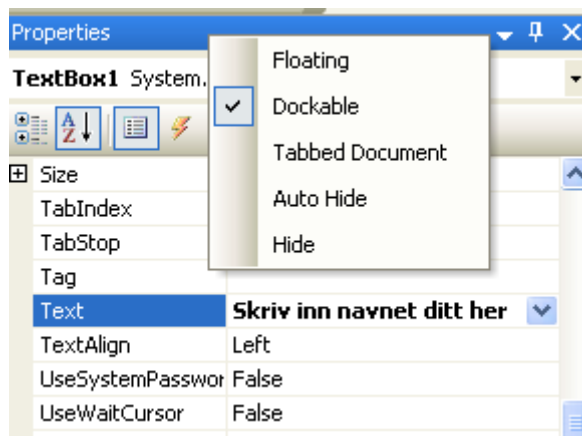 Properties
TextBox1 System.
Floating
Dockable
Tabbed Document
Auto Hide
Hide
Size
TabIndex
TabStop
Tag
Text Skriv inn navnet ditt her
TextAlign Left
UseSystemPasswor False
UseWaitCursor False